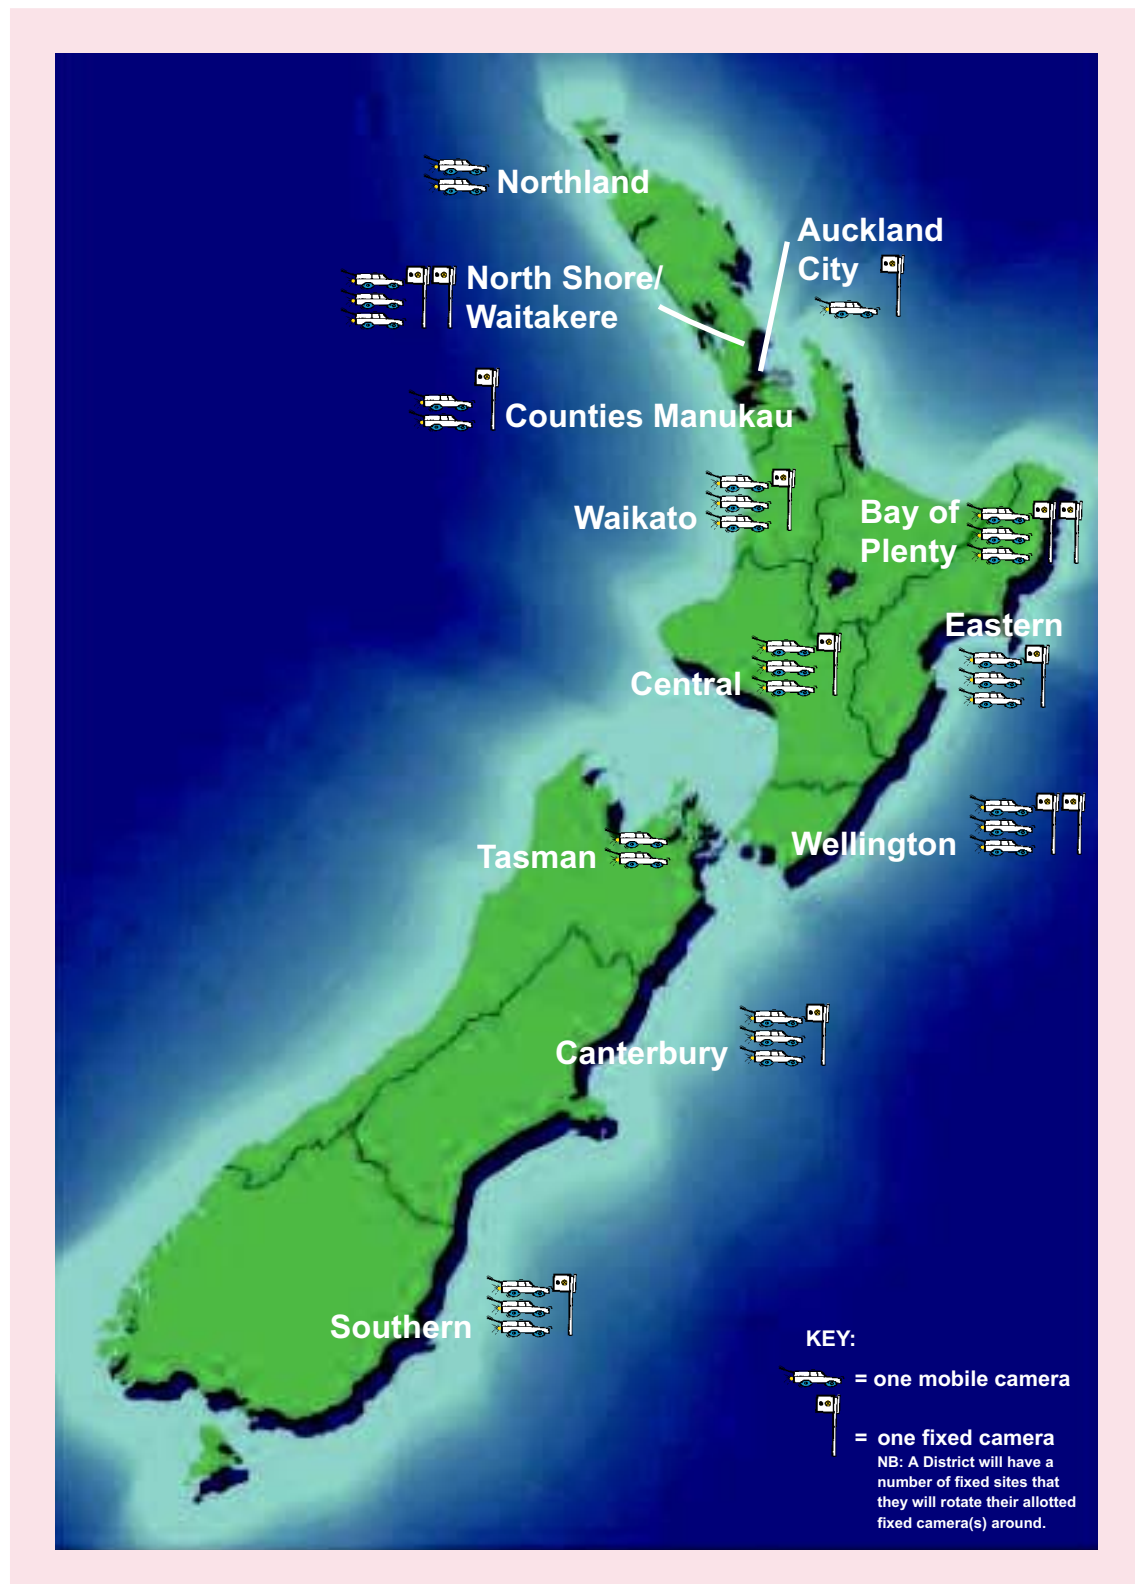 Northland
Auckland
City
North Shore/
Waitakere
Counties Manukau
Waikato
Bay of
Plenty
Eastern
Central
Wellington
Tasman
Canterbury
Southern
KEY:
= one mobile camera
= one fixed camera
NB: A District will have a
number of fixed sites that
they will rotate their allotted
fixed camera(s) around.